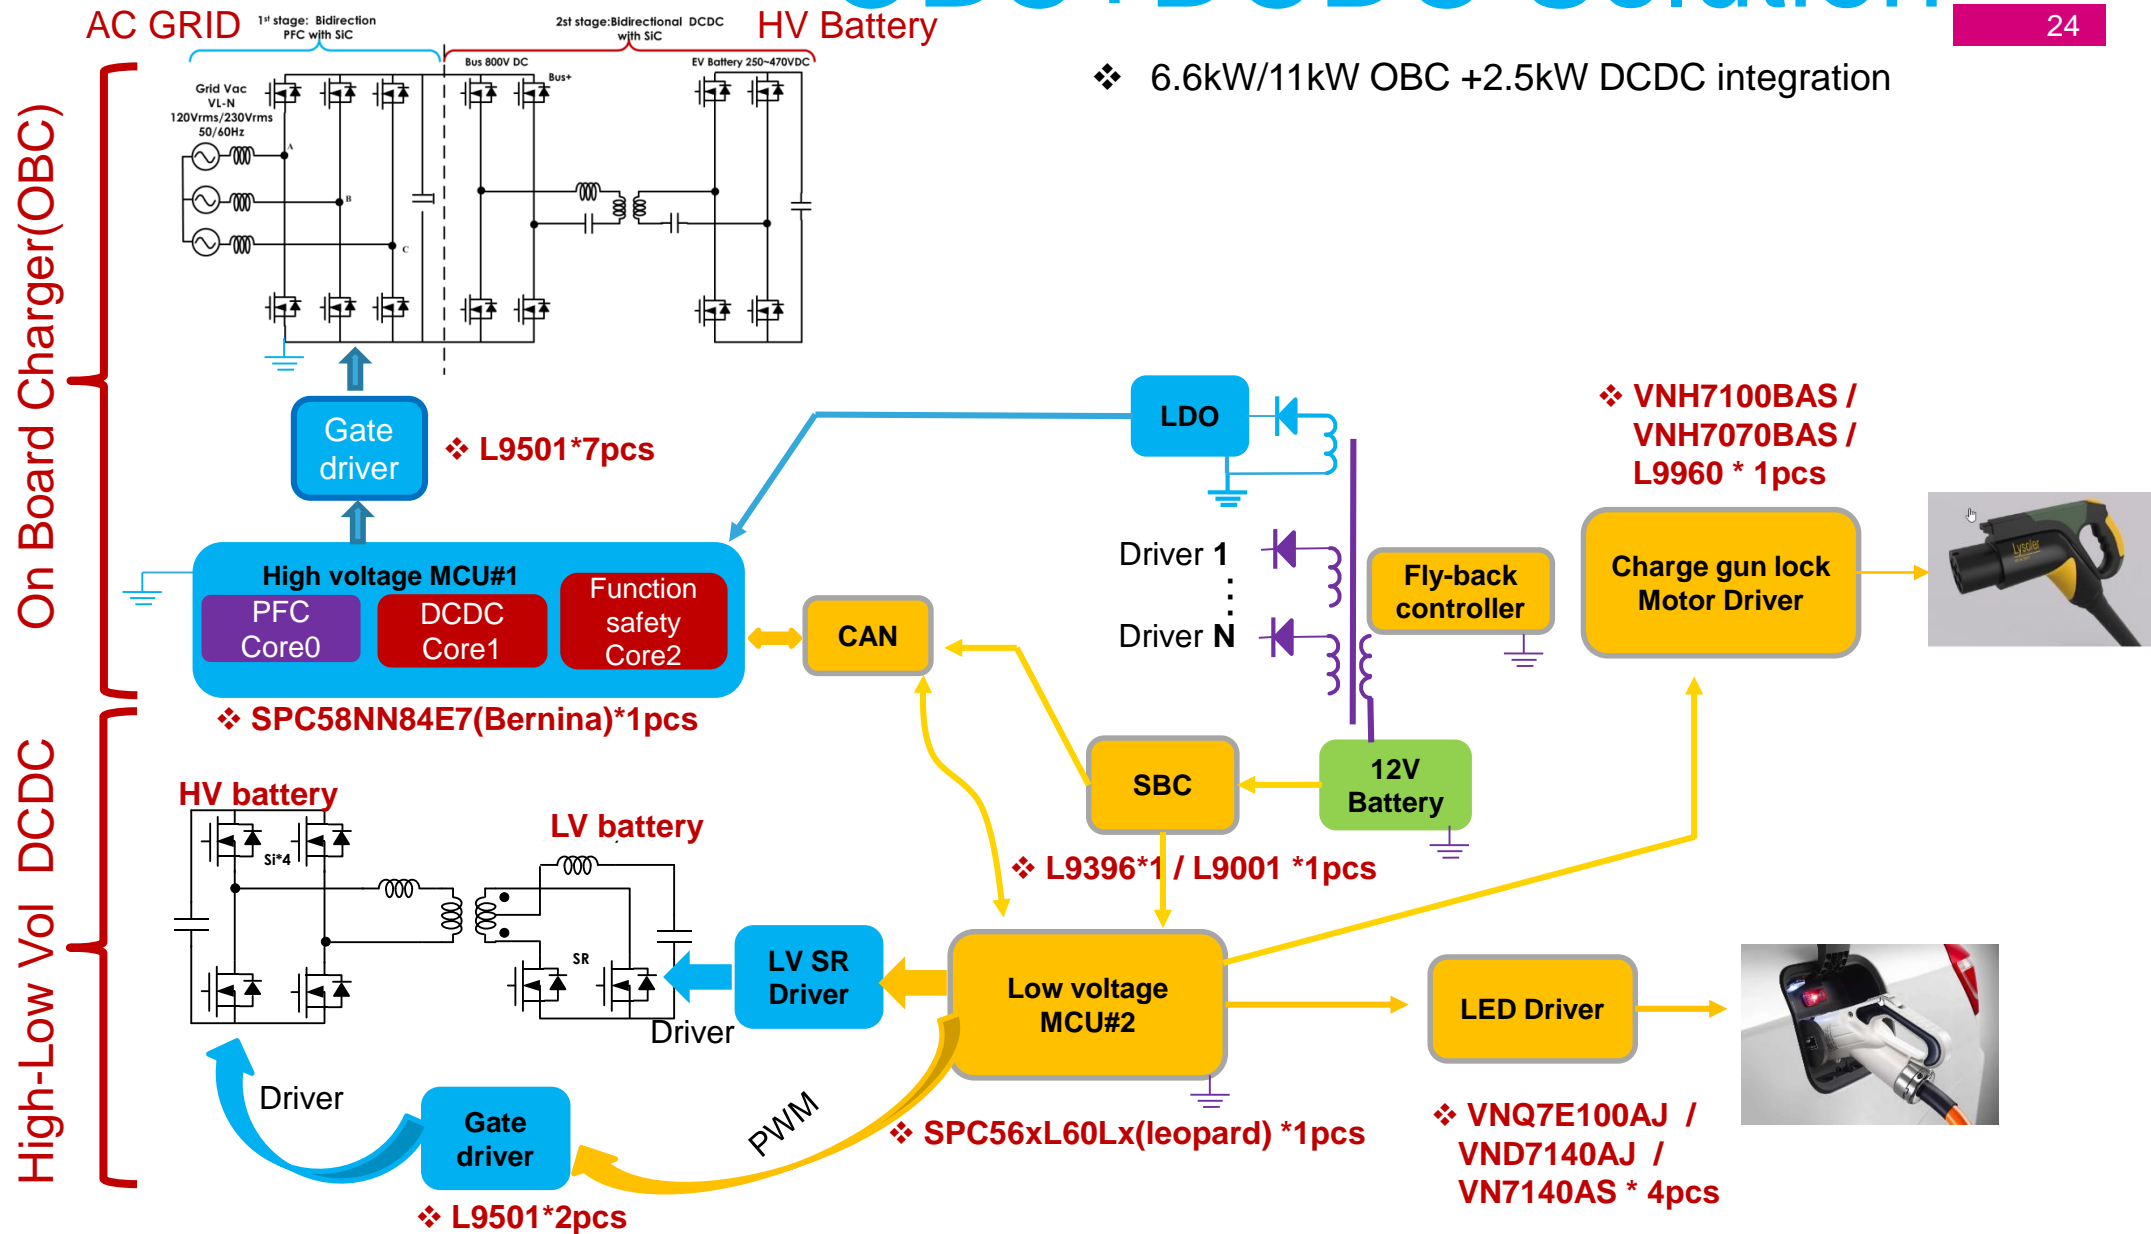 OBC+DCDC Solution
24
AC GRID
1st stage: Bidirection
PFC with SiC
2st stage:Bidirectional DCDC
with SiC
HV Battery
❖ 6.6kW/11kW OBC +2.5kW DCDC integration
Bus 800V DC
Bus+
EV Battery 250~470VDC
Grid Vac
VL-N
120Vrms/230Vrms
50/60Hz
A
B
C
On Board Charger(OBC)
Gate
driver
❖ L9501*7pcs
LDO
❖ VNH7100BAS /
VNH7070BAS /
L9960 * 1pcs
High voltage MCU#1
PFC
Core0
DCDC
Core1
Function
safety
Core2
CAN
Driver 1
Driver N
Fly-back
controller
Charge gun lock
Motor Driver
Lysoler
❖ SPC58NN84E7(Bernina)*1pcs
High-Low Vol DCDC
HV battery
Si*4
LV battery
SR
SBC
12V
Battery
❖ L9396*1 / L9001 *1pcs
LV SR
Driver
Driver
Low voltage
MCU#2
LED Driver
Driver
Gate
driver
PWM
❖ SPC56xL60Lx(leopard) *1pcs
❖ VNQ7E100AJ /
VND7140AJ /
VN7140AS * 4pcs
❖ L9501*2pcs